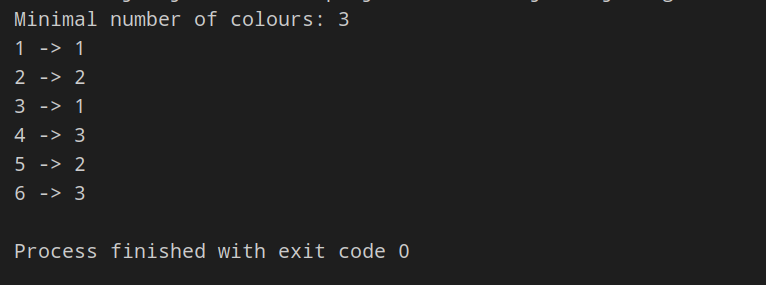 Minimal number of colours: 3
1 -> 1
2 -> 2
3 -> 1
4 -> 3
5 -> 2
6 -> 3
Process finished with exit code 0